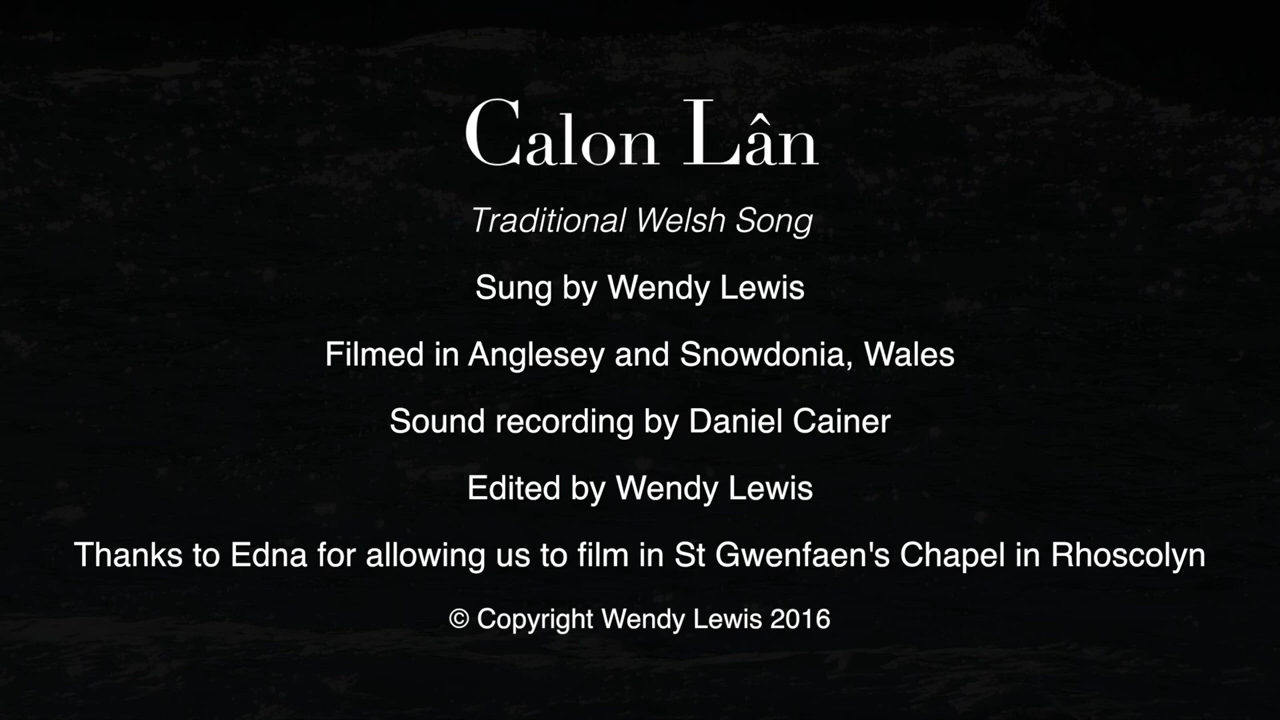 Calon Lân
Traditional Welsh Song
Sung by Wendy Lewis
Filmed in Anglesey and Snowdonia, Wales
Sound recording by Daniel Cainer
Edited by Wendy Lewis
Thanks to Edna for allowing us to film in St Gwenfaen's Chapel in Rhoscolyn
© Copyright Wendy Lewis 2016